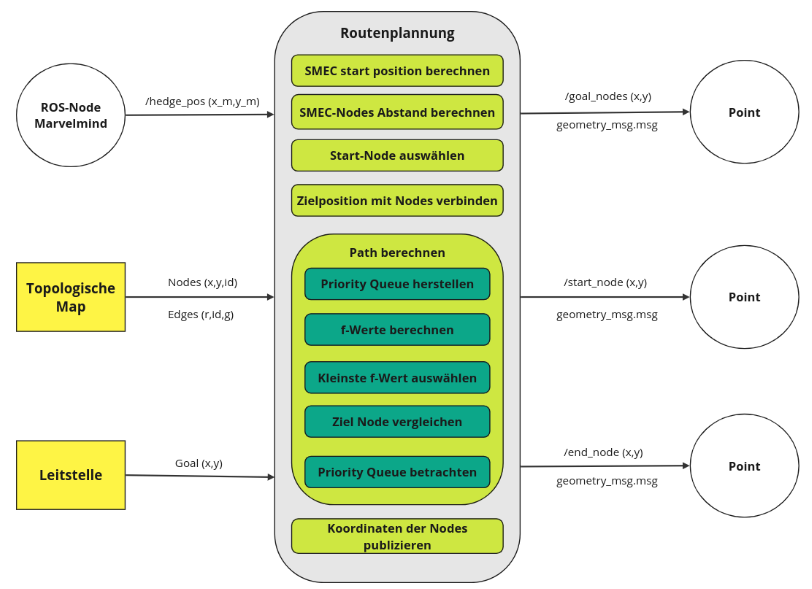 Routenplannung
SMEC start position berechnen
SMEC-Nodes Abstand berechnen
Start-Node auswählen
Zielposition mit Nodes verbinden
Path berechnen
Priority Queue herstellen
f-Werte berechnen
Kleinste f-Wert auswählen
Ziel Node vergleichen
Priority Queue betrachten
Koordinaten der Nodes
publizieren
ROS-Node
Marvelmind
/hedge_pos (x_m,y_m)
Topologische
Map
Nodes (x,y,id)
Edges (r,id,g)
Leitstelle
Goal (x,y)
/goal_nodes (x,y)
geometry_msg.msg
Point
/start_node (x,y)
geometry_msg.msg
Point
/end_node (x,y)
geometry_msg.msg
Point